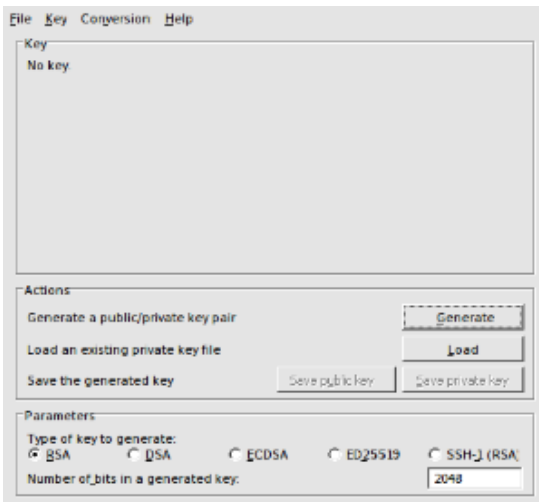 File Key Conversion Help
Key
No key.
Actions
Generate a public/private key pair Generate
Load an existing private key file Load
Save the generated key Save public key Save private key
Parameters
Type of key to generate:
RSA DSA ECDSA ED25519 SSH-1 (RSA)
Number of bits in a generated key: 2048